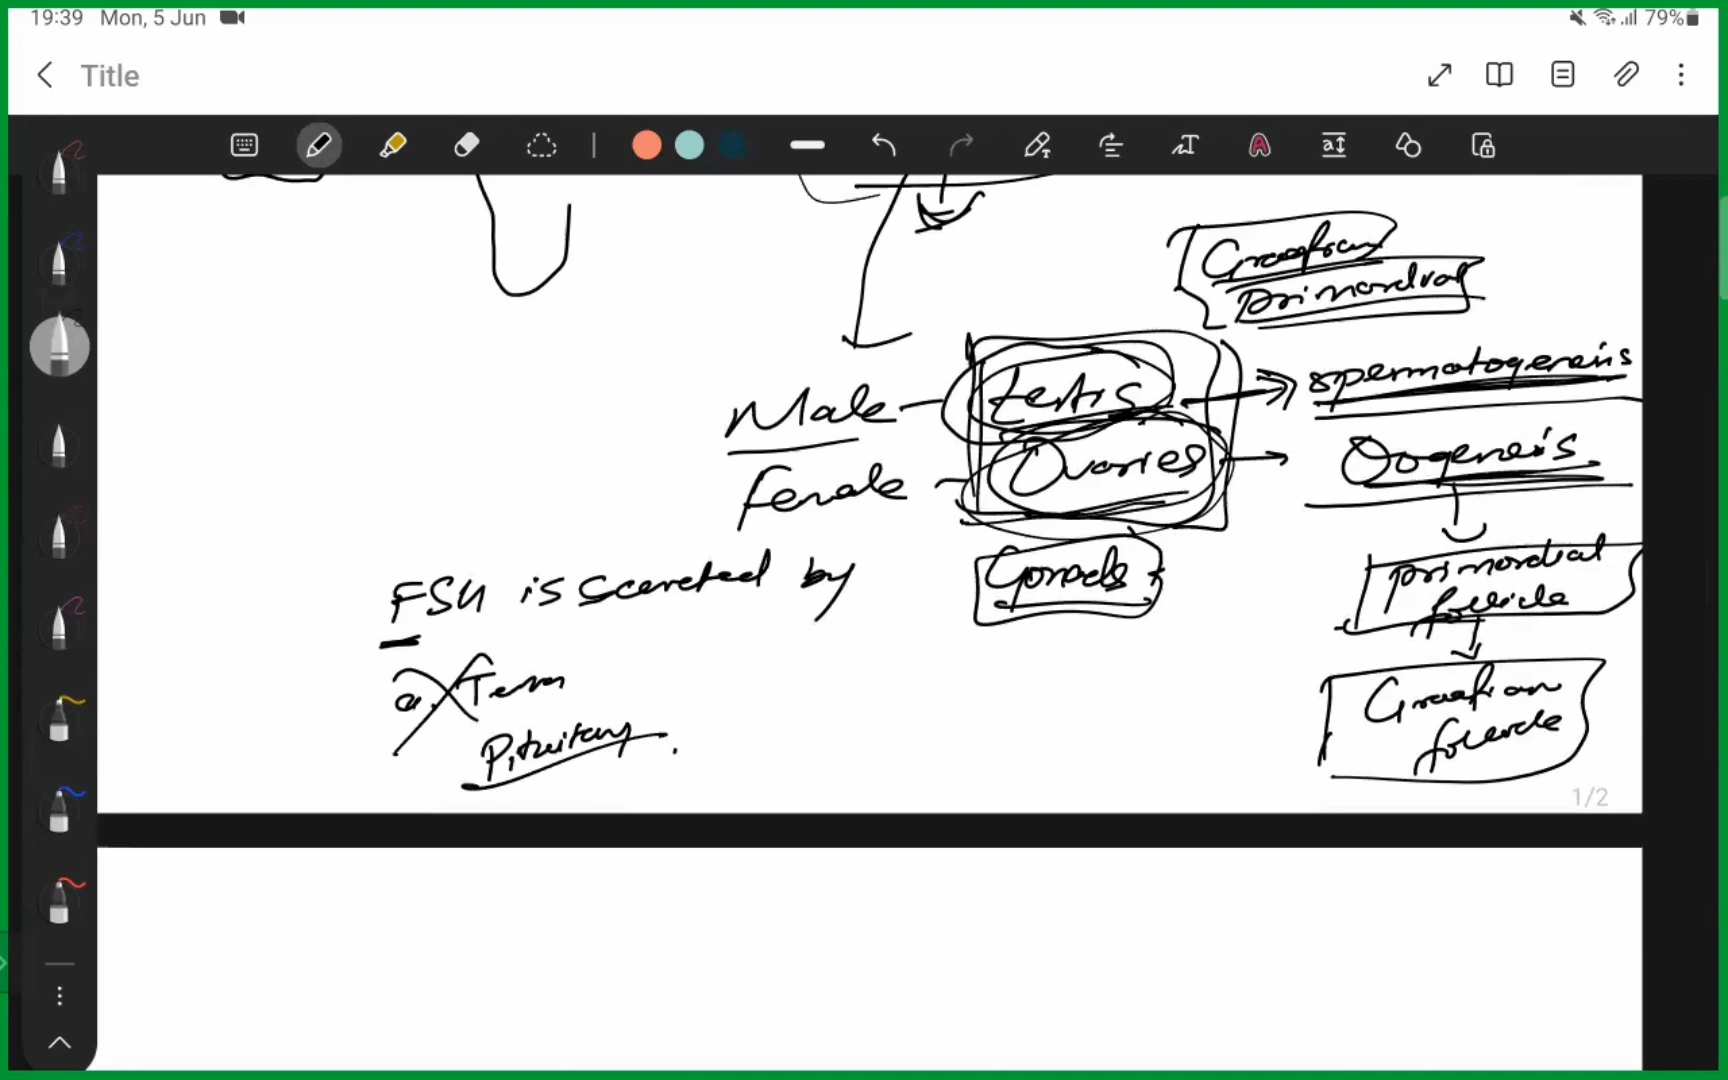 19:39 Mon, 5 Jun
79%
Title
Graafian
primordial
Male testis spermatogenesis
Female Ovaries Oogenesis
Gonads
primordial
follicle
Graafian
follicle
FSH is secreted by
a. Tes
Pituitary.
1/2